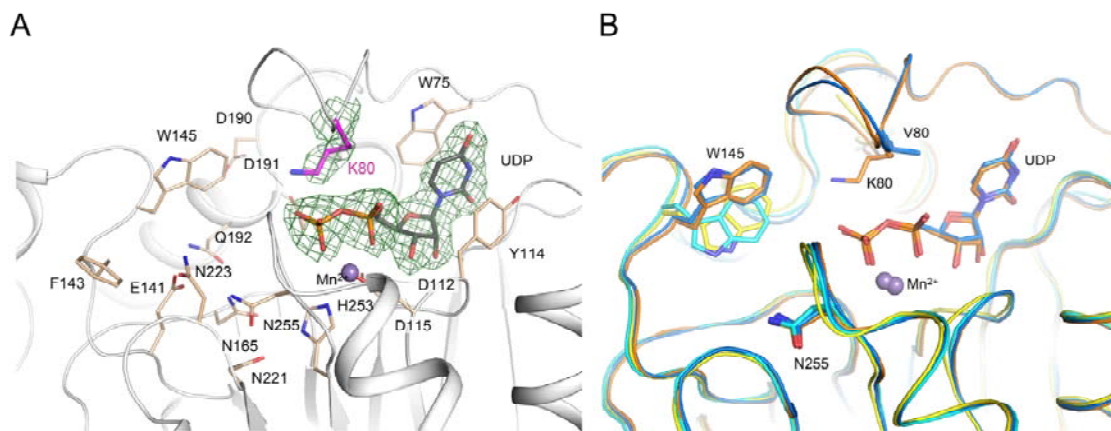 A
W75
D190
W145
D191
K80
UDP
Q192
Y114
N223
Mn²⁺
D112
F143
E141
H253
N255
D115
N165
N221
B
V80
W145
UDP
K80
Mn²⁺
N255